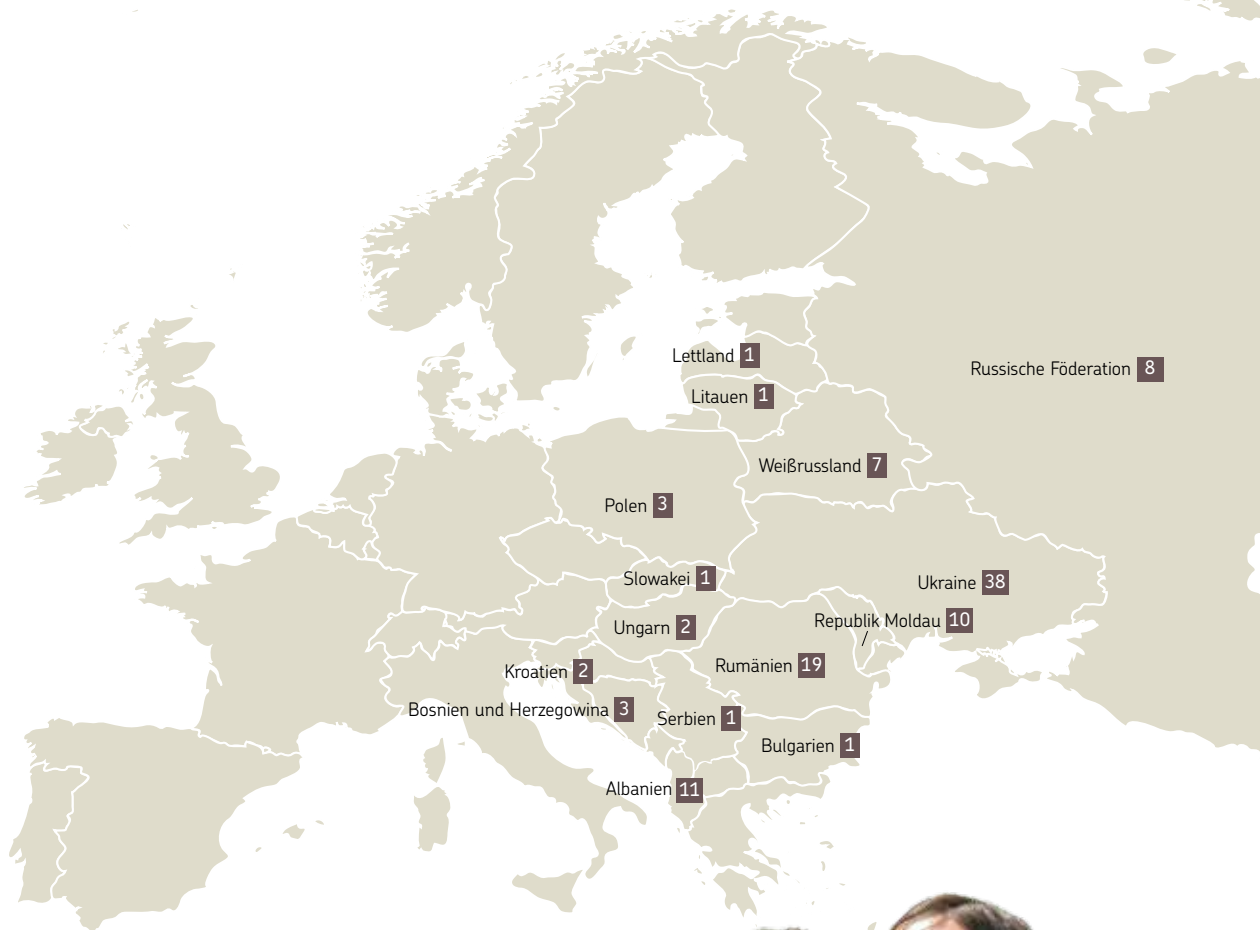 Lettland 1
Russische Föderation 8
Litauen 1
Weißrussland 7
Polen 3
Slowakei 1
Ukraine 38
Republik Moldau 10
Ungarn 2
Rumänien 19
Kroatien 2
Bosnien und Herzegowina 3
Serbien 1
Bulgarien 1
Albanien 11